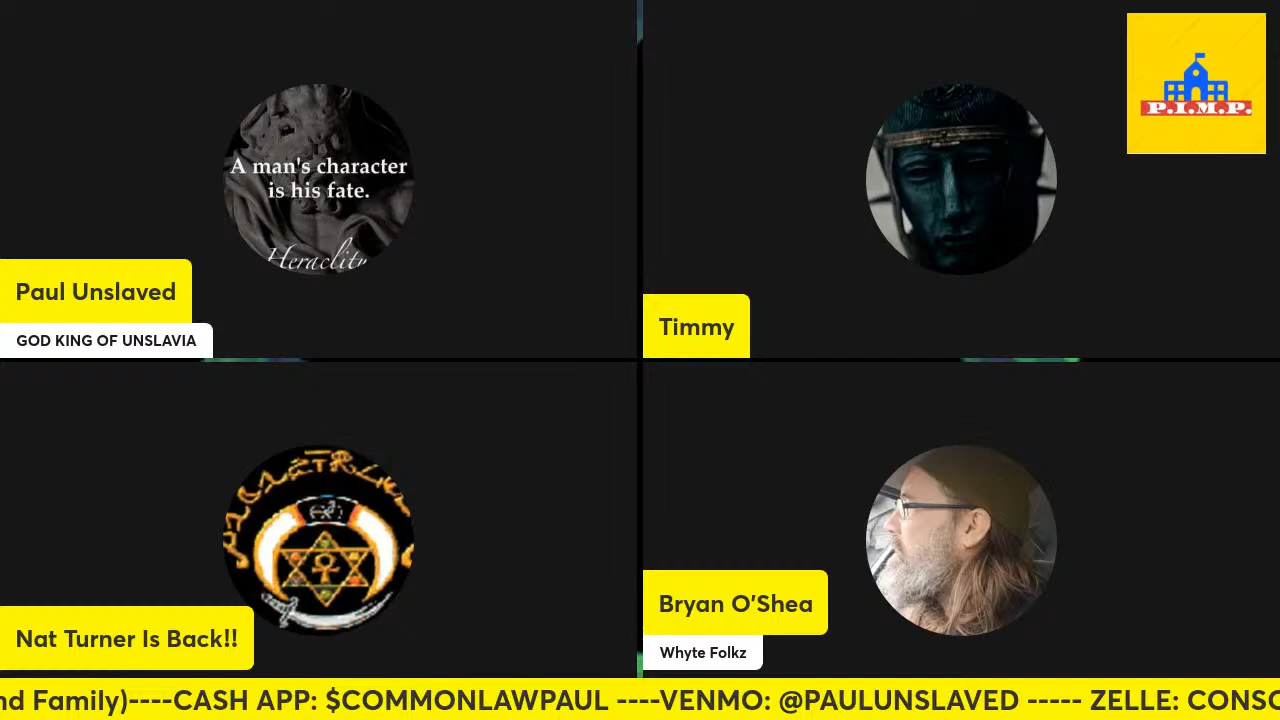 A man's character
is his fate.
Paul Unslaved
GOD KING OF UNSLAVIA
P.I.M.P.
Timmy
Nat Turner Is Back!!
Bryan O'Shea
Whyte Folkz
nd Family)----CASH APP: $COMMONLAWPAUL ----VENMO: @PAULUNSLAVED ----- ZELLE: CONSC